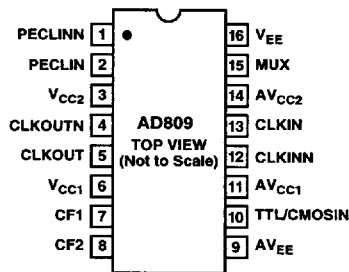 PECLINN 1
PECLIN 2
VCC2 3
CLKOUTN 4
CLKOUT 5
VCC1 6
CF1 7
CF2 8
AD809
TOP VIEW
(Not to Scale)
16 VEE
15 MUX
14 AVCC2
13 CLKIN
12 CLKINN
11 AVCC1
10 TTL/CMOSIN
9 AVEE